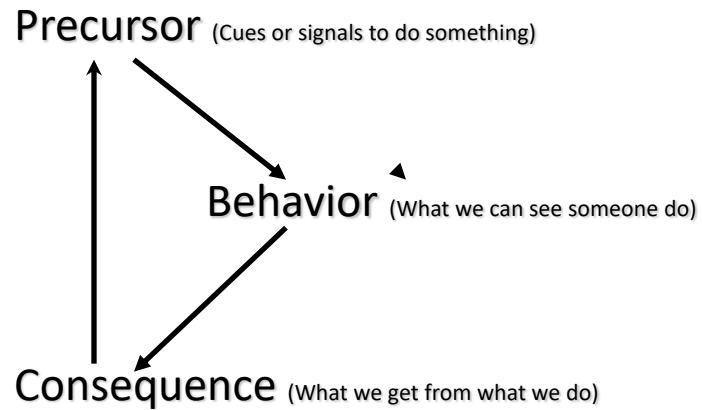 Precursor (Cues or signals to do something)
Behavior (What we can see someone do)
Consequence (What we get from what we do)